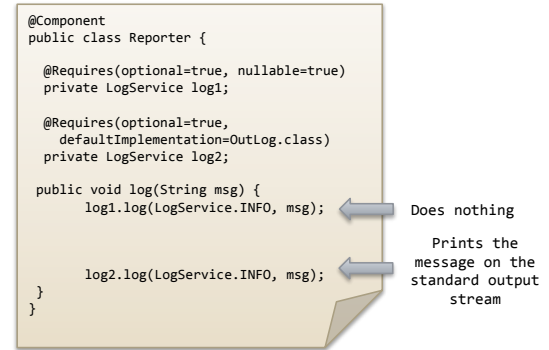 @Component
public class Reporter {
@Requires(optional=true, nullable=true)
private LogService log1;
@Requires(optional=true,
defaultImplementation=OutLog.class)
private LogService log2;
public void log(String msg) {
log1.log(LogService.INFO, msg);
Does nothing
log2.log(LogService.INFO, msg);
Prints the
message on the
standard output
stream
}
}